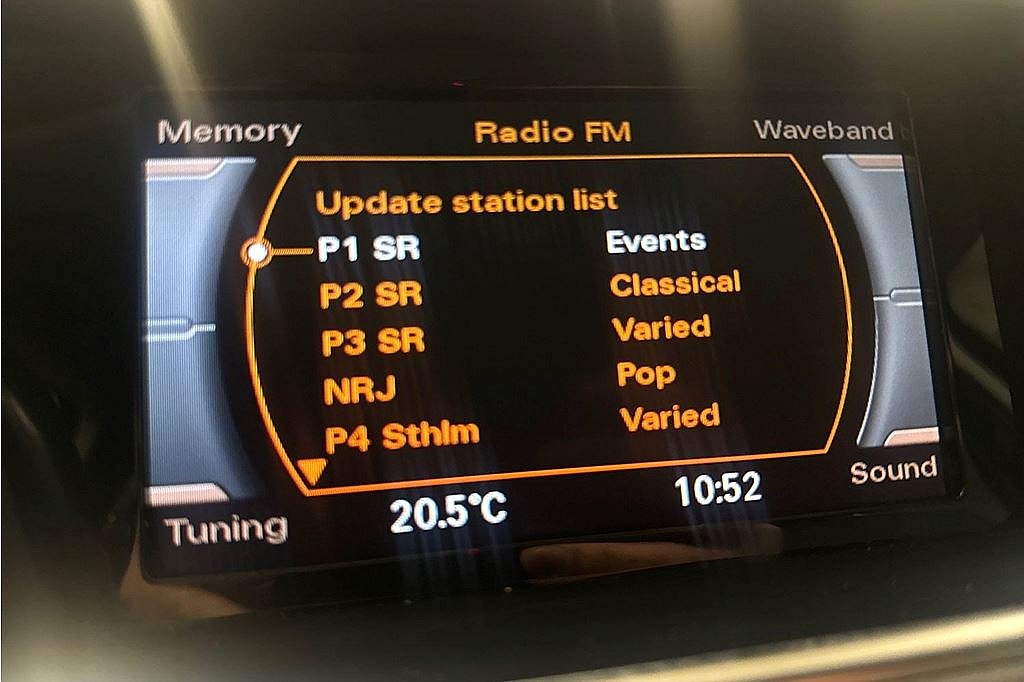 Memory Radio FM Waveband
Update station list
P1 SR Events
P2 SR Classical
P3 SR Varied
NRJ Pop
P4 Sthlm Varied
20.5°C 10:52 Sound
Tuning